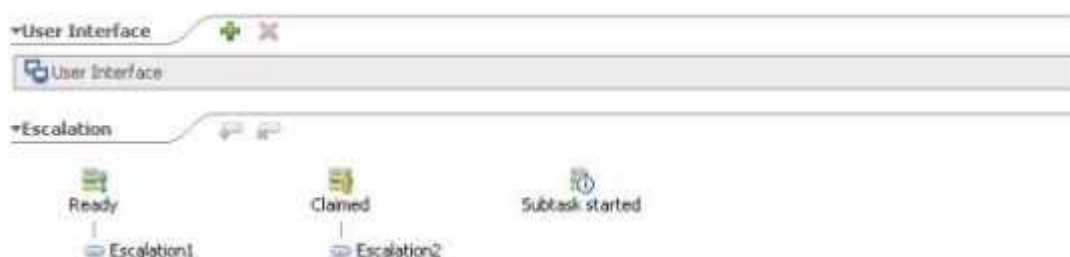 User Interface
User Interface
Escalation
Ready Claimed Subtask started
Escalation1 Escalation2